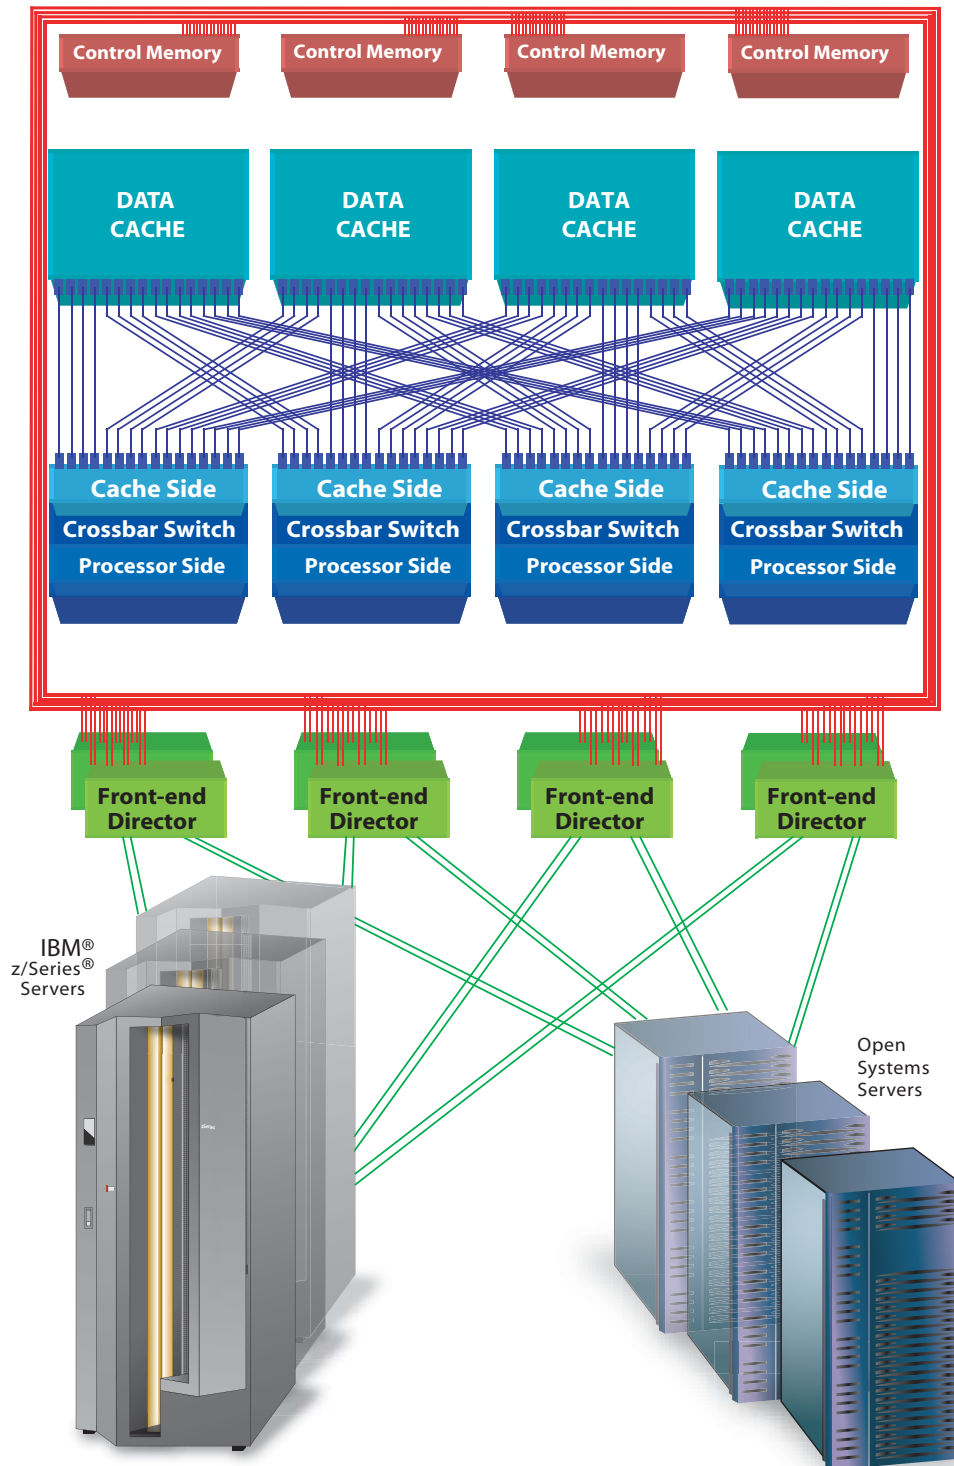 Control Memory
Control Memory
Control Memory
Control Memory
DATA
CACHE
DATA
CACHE
DATA
CACHE
DATA
CACHE
Cache Side
Cache Side
Cache Side
Cache Side
Crossbar Switch
Crossbar Switch
Crossbar Switch
Crossbar Switch
Processor Side
Processor Side
Processor Side
Processor Side
Front-end
Director
Front-end
Director
Front-end
Director
Front-end
Director
IBM®
z/Series®
Servers
Open
Systems
Servers